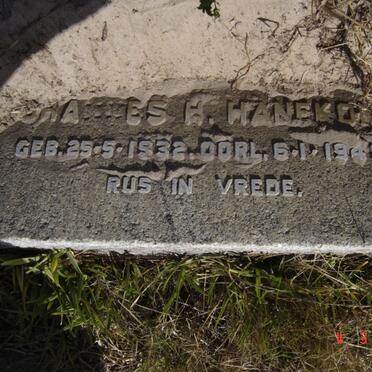 H. HANEKO
GEB. 25·5·1932. OORL. 6·1·194
RUS IN VREDE.